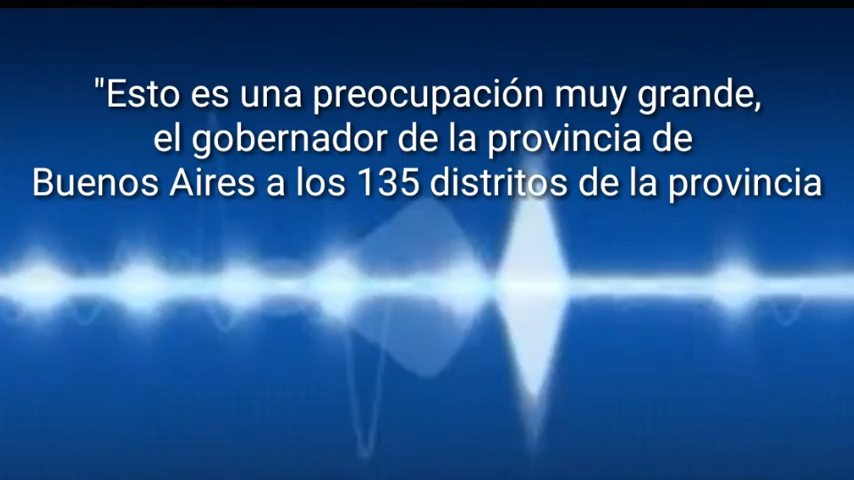 "Esto es una preocupación muy grande,
el gobernador de la provincia de
Buenos Aires a los 135 distritos de la provincia